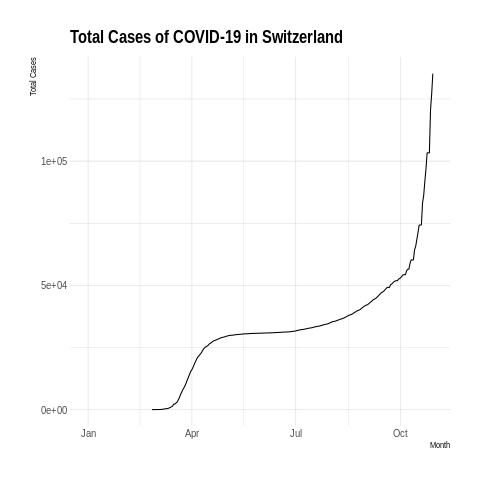 Total Cases of COVID-19 in Switzerland
Total Cases
1e+05
5e+04
0e+00
Jan Apr Jul Oct
Month